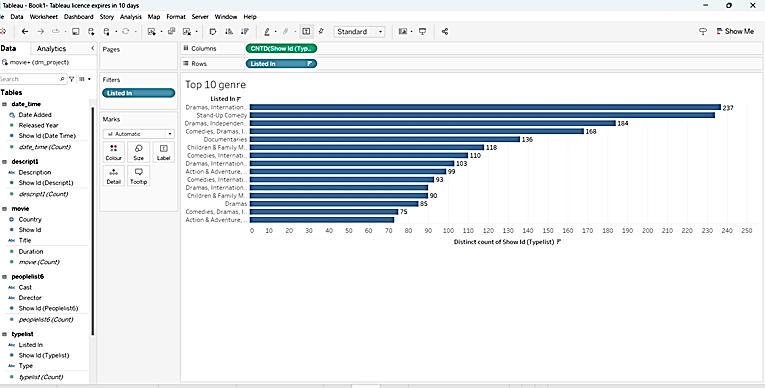 Tableau - Book1- Tableau licence expires in 10 days
Data Worksheet Dashboard Story Analysis Map Format Server Window Help
Standard
Show Me
Data Analytics
movie+ (dm_project)
Search
Tables
date_time
Date Added
Released Year
Show Id (Date Time)
date_time (Count)
descript1
Description
Show Id (Descript1)
descript1 (Count)
movie
Country
Show Id
Title
Duration
movie (Count)
peoplelist6
Cast
Director
Show Id (Peoplelist6)
peoplelist6 (Count)
typelist
Listed In
Show Id (Typelist)
Type
typelist (Count)
Pages
Filters
Listed In
Marks
Automatic
Colour Size Label
Detail Tooltip
Columns CNTD(Show Id (Typ..
Rows Listed In
Top 10 genre
Listed In
Dramas, Internation.. 237
Stand-Up Comedy
Dramas, Independen.. 184
Comedies, Dramas, I.. 168
Documentaries 136
Children & Family M.. 118
Comedies, Internati.. 110
Dramas, Internation.. 103
Action & Adventure, .. 99
Comedies, Internati.. 93
Dramas, Internation..
Children & Family M.. 90
Dramas 85
Comedies, Dramas, I.. 75
Action & Adventure, ..
0 10 20 30 40 50 60 70 80 90 100 110 120 130 140 150 160 170 180 190 200 210 220 230 240 250
Distinct count of Show Id (Typelist)